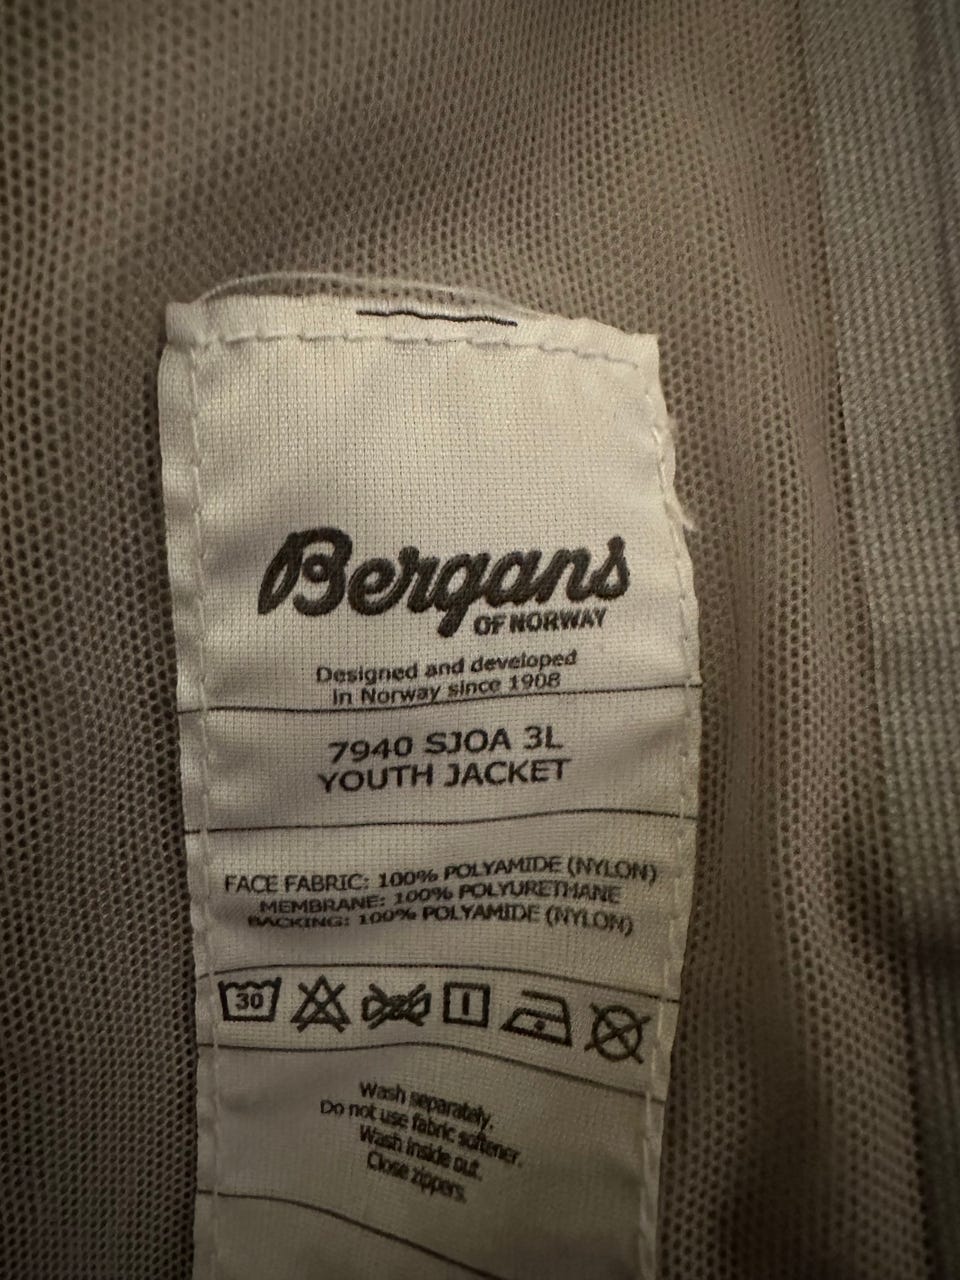 Bergans
OF NORWAY
Designed and developed
in Norway since 1908
7940 SJOA 3L
YOUTH JACKET
FACE FABRIC: 100% POLYAMIDE (NYLON)
MEMBRANE: 100% POLYURETHANE
BACKING: 100% POLYAMIDE (NYLON)
30
Wash separately.
Do not use fabric softener.
Wash inside out.
Close zippers.